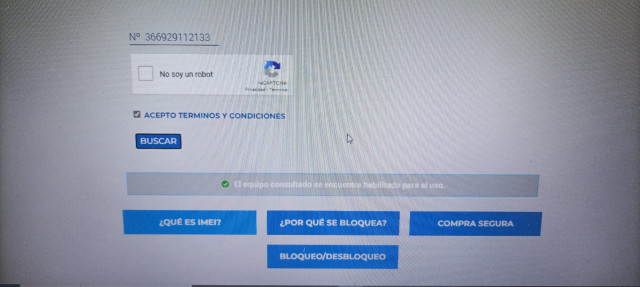 Nº 366929112133
No soy un robot
reCAPTCHA
Privacidad - Términos
ACEPTO TERMINOS Y CONDICIONES
BUSCAR
El equipo consultado se encuentra habilitado para el uso.
¿QUÉ ES IMEI?
¿POR QUÉ SE BLOQUEA?
COMPRA SEGURA
BLOQUEO/DESBLOQUEO